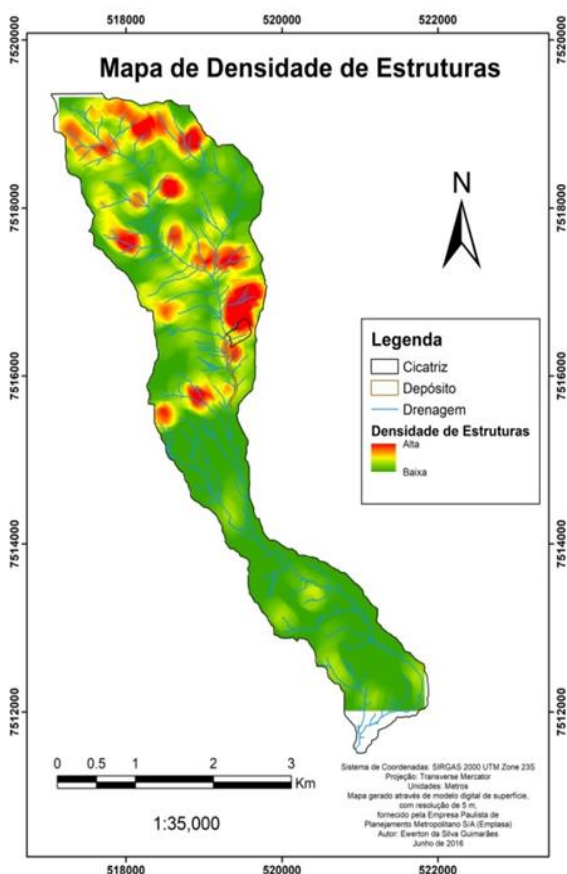 518000 520000 522000
7520000
7520000
Mapa de Densidade de Estruturas
N
7518000
7518000
Legenda
Cicatriz
Depósito
Drenagem
Densidade de Estruturas
Alta
Baixa
7516000
7516000
7514000
7514000
7512000
7512000
0 0.5 1 2 3
Km
1:35,000
Sistema de Coordenadas: SIRGAS 2000 UTM Zone 23S
Projeção: Transverse Mercator
Unidades: Metros
Mapa gerado através de modelo digital de superfície,
com resolução de 5 m,
fornecido pela Empresa Paulista de
Planejamento Metropolitano S/A (Emplasa)
Autor: Ewerton da Silva Guimarães
Junho de 2016
518000 520000 522000